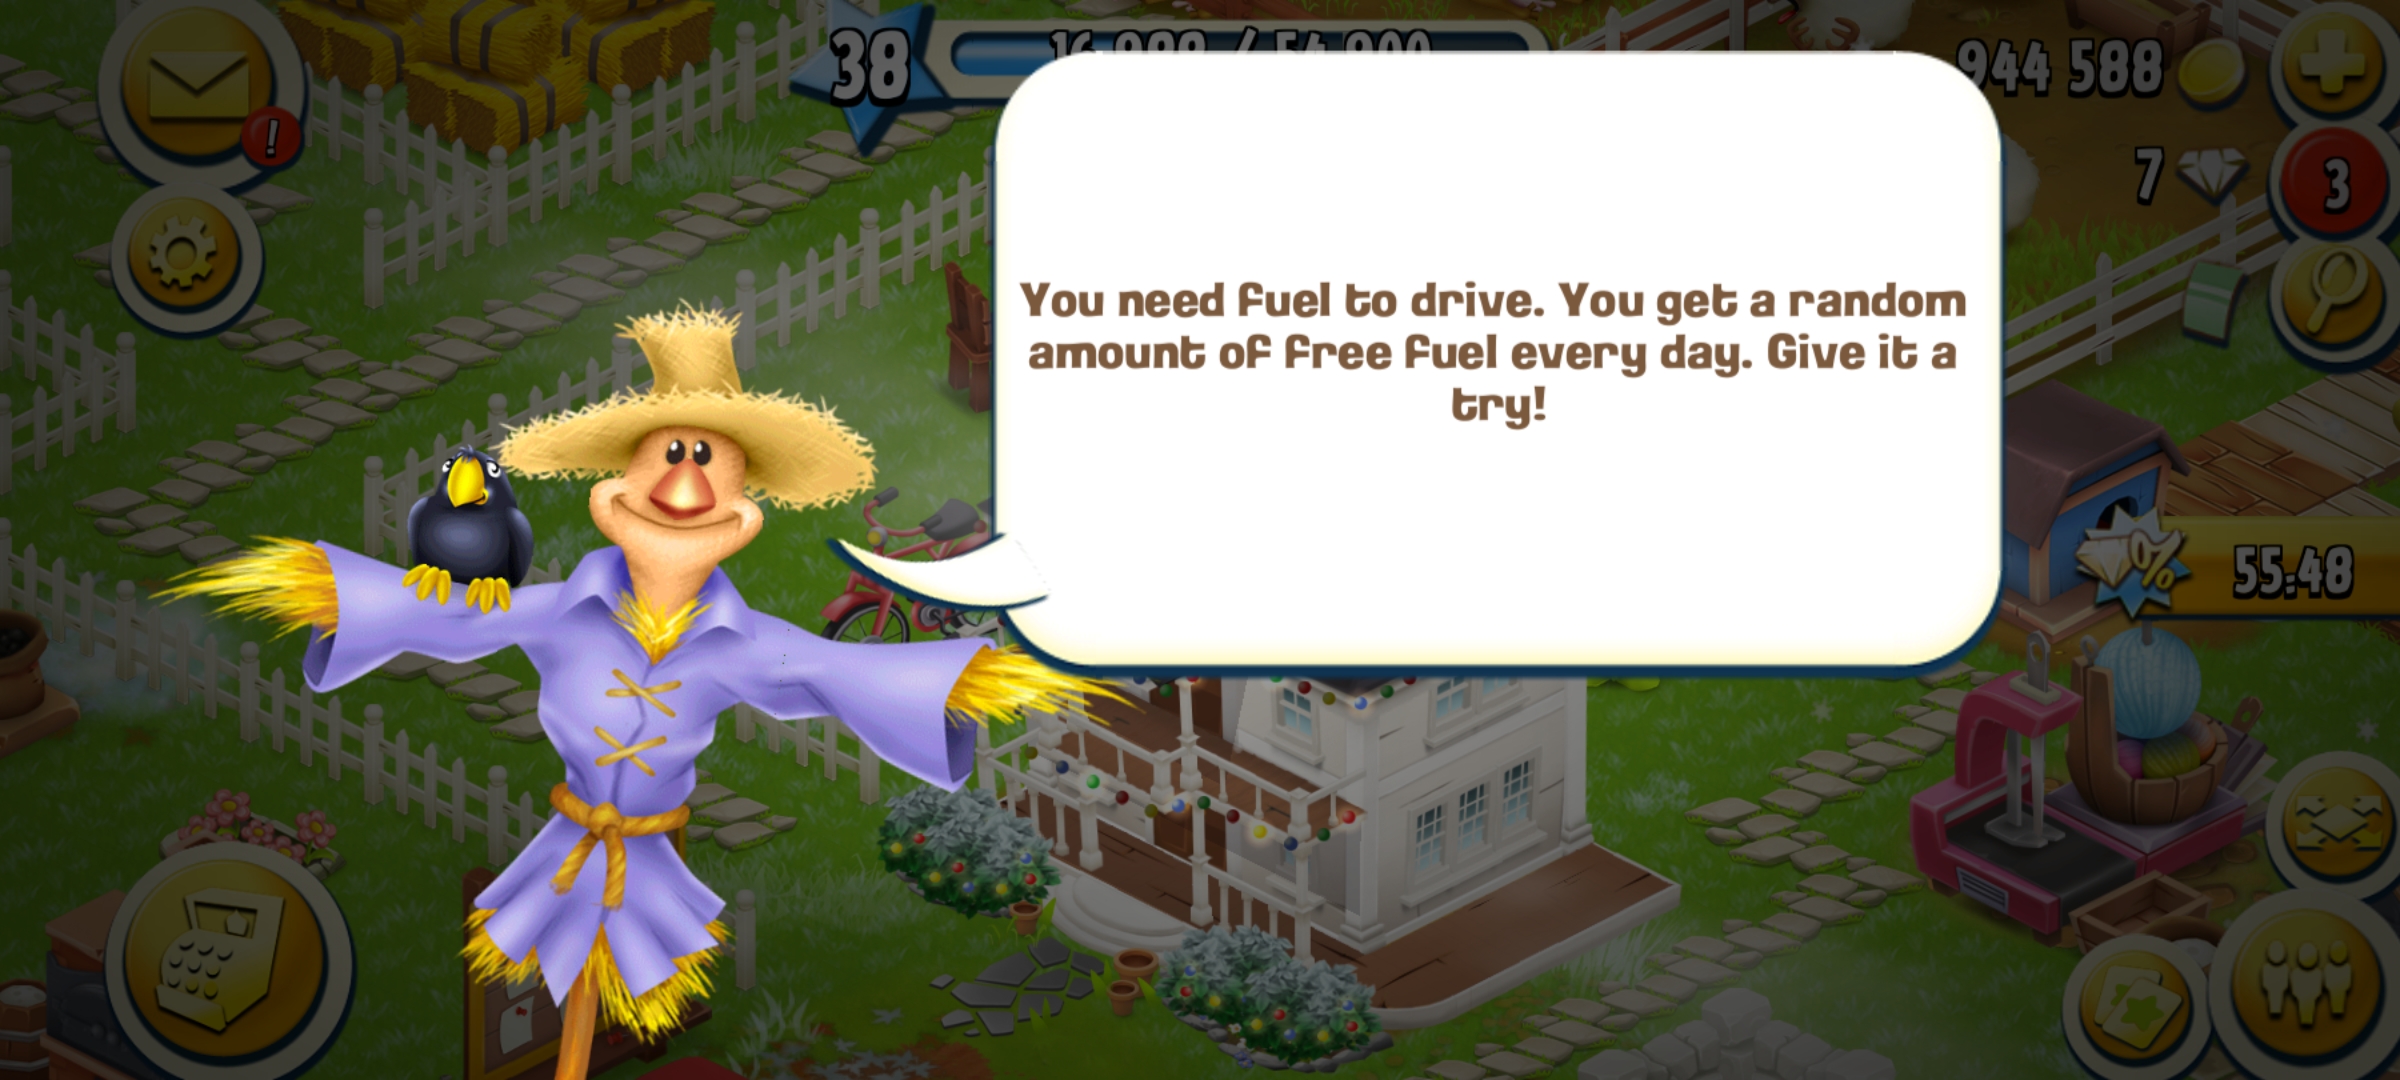 38
944 588
!
7
3
You need fuel to drive. You get a random
amount of free fuel every day. Give it a
try!
%
55:48